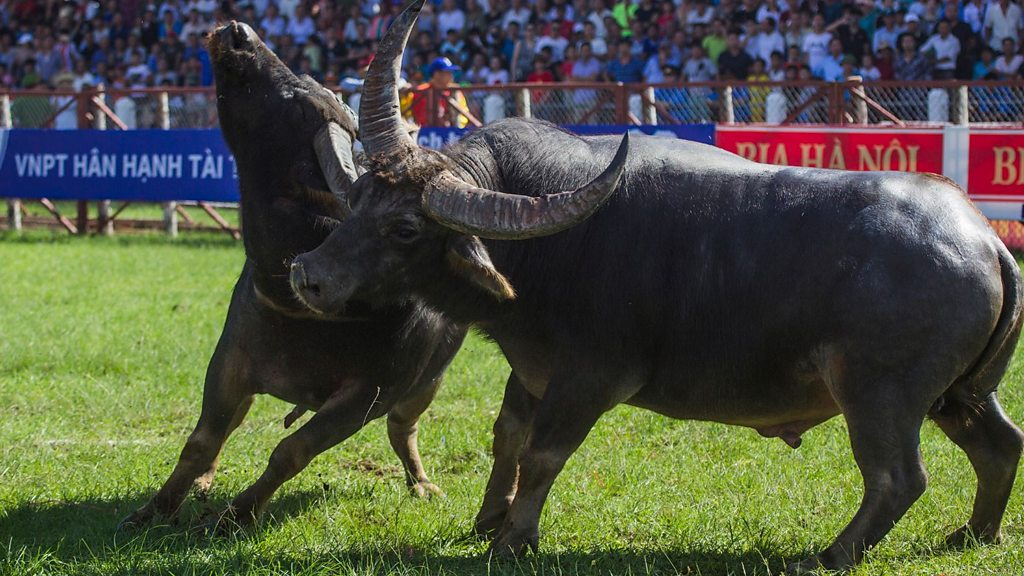 VNPT HÂN HẠNH TÀI
BIA HÀ NỘI